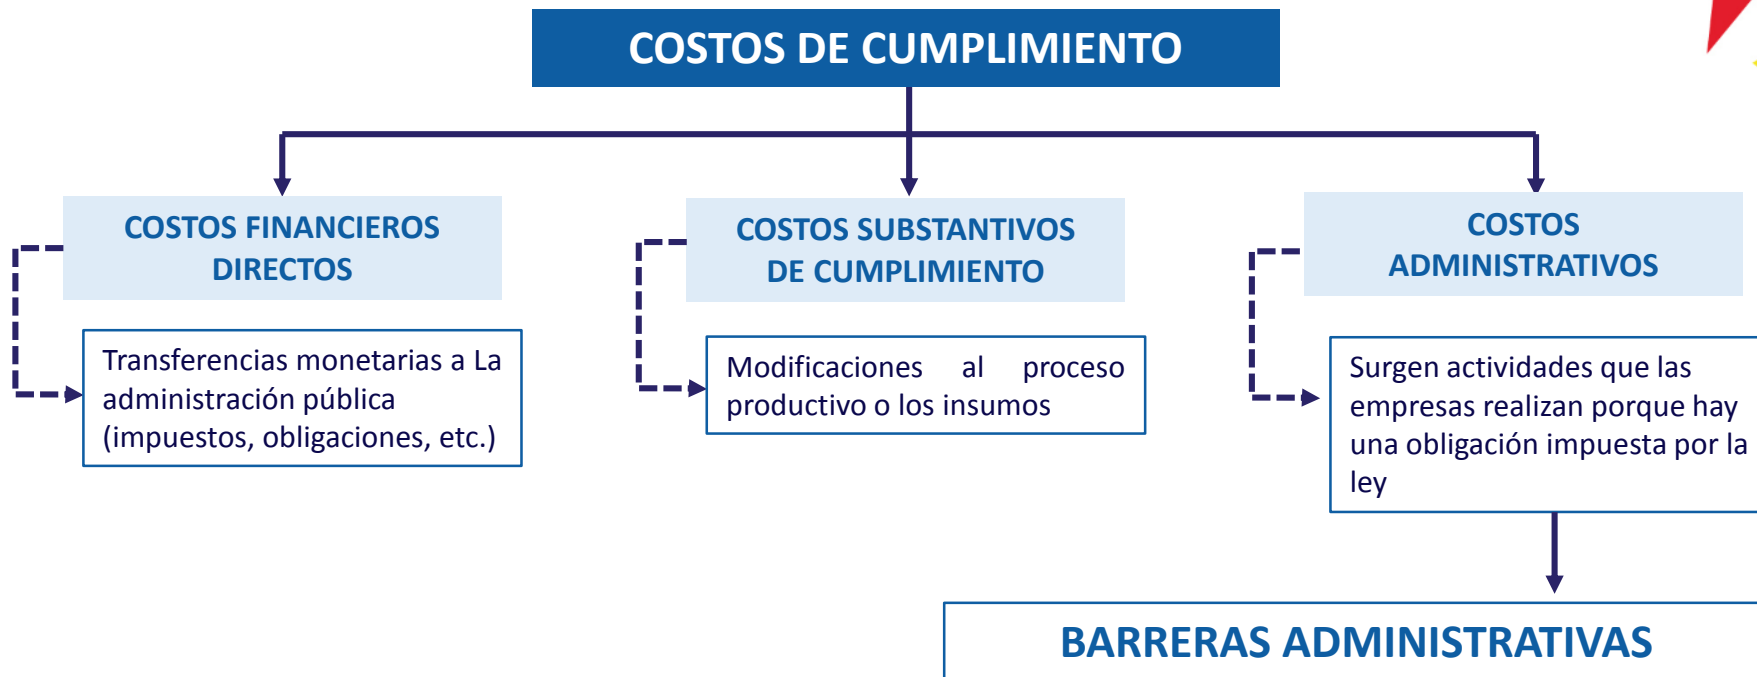 COSTOS DE CUMPLIMIENTO
COSTOS FINANCIEROS
DIRECTOS
Transferencias monetarias a La
administración pública
(impuestos, obligaciones, etc.)
COSTOS SUBSTANTIVOS
DE CUMPLIMIENTO
Modificaciones al proceso
productivo o los insumos
COSTOS
ADMINISTRATIVOS
Surgen actividades que las
empresas realizan porque hay
una obligación impuesta por la
ley
BARRERAS ADMINISTRATIVAS